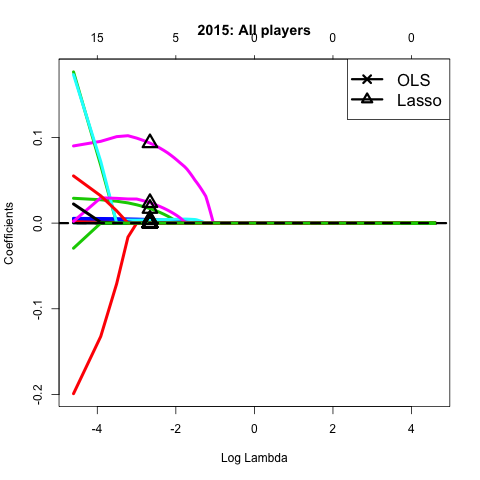 2015: All players
15 5 0 0 0
OLS
Lasso
0.1
0.0
-0.1
-0.2
Coefficients
-4 -2 0 2 4
Log Lambda